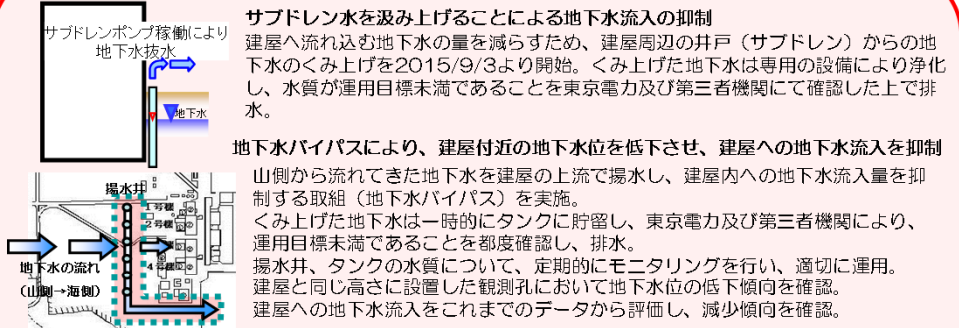 サブドレン水を汲み上げることによる地下水流入の抑制
サブドレンポンプ稼働により
地下水抜水
地下水
建屋へ流れ込む地下水の量を減らすため、建屋周辺の井戸（サブドレン）からの地
下水のくみ上げを2015/9/3より開始。くみ上げた地下水は専用の設備により浄化
し、水質が運用目標未満であることを東京電力及び第三者機関にて確認した上で排
水。
地下水バイパスにより、建屋付近の地下水位を低下させ、建屋への地下水流入を抑制
揚水井
1号機
2号機
4号機
地下水の流れ
（山側→海側）
山側から流れてきた地下水を建屋の上流で揚水し、建屋内への地下水流入量を抑
制する取組（地下水バイパス）を実施。
くみ上げた地下水は一時的にタンクに貯留し、東京電力及び第三者機関により、
運用目標未満であることを都度確認し、排水。
揚水井、タンクの水質について、定期的にモニタリングを行い、適切に運用。
建屋と同じ高さに設置した観測孔において地下水位の低下傾向を確認。
建屋への地下水流入をこれまでのデータから評価し、減少傾向を確認。